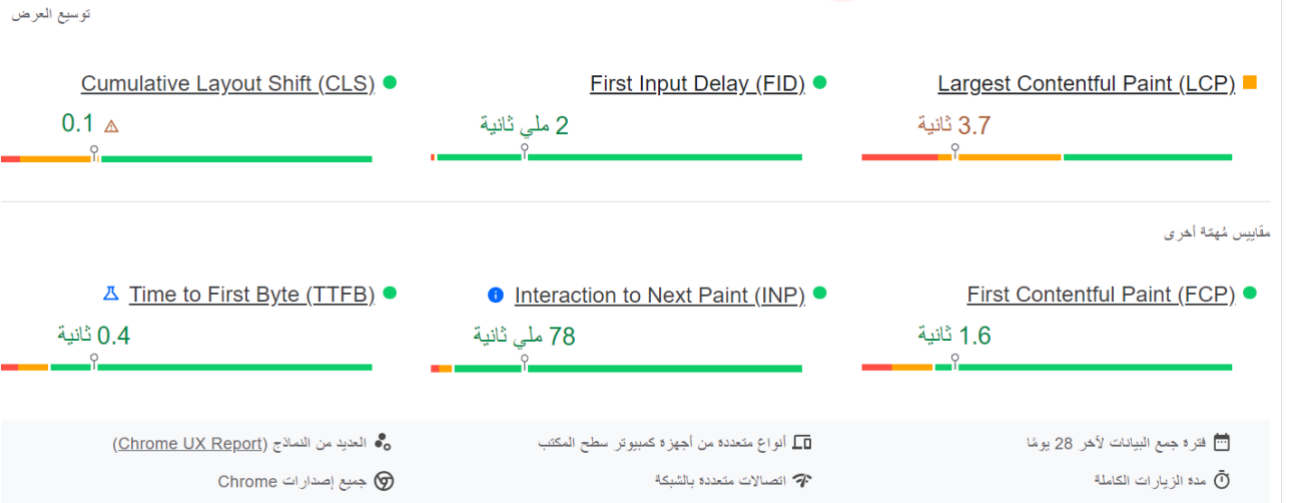 توسيع العرض
Largest Contentful Paint (LCP)
3.7 ثانية
First Input Delay (FID)
2 ملي ثانية
Cumulative Layout Shift (CLS)
0.1
مقاييس مُهمّة أخرى
First Contentful Paint (FCP)
1.6 ثانية
Interaction to Next Paint (INP)
78 ملي ثانية
Time to First Byte (TTFB)
0.4 ثانية
فترة جمع البيانات لآخر 28 يومًا
أنواع متعددة من أجهزة كمبيوتر سطح المكتب
العديد من النماذج (Chrome UX Report)
مدة الزيارات الكاملة
اتصالات متعددة بالشبكة
جميع إصدارات Chrome